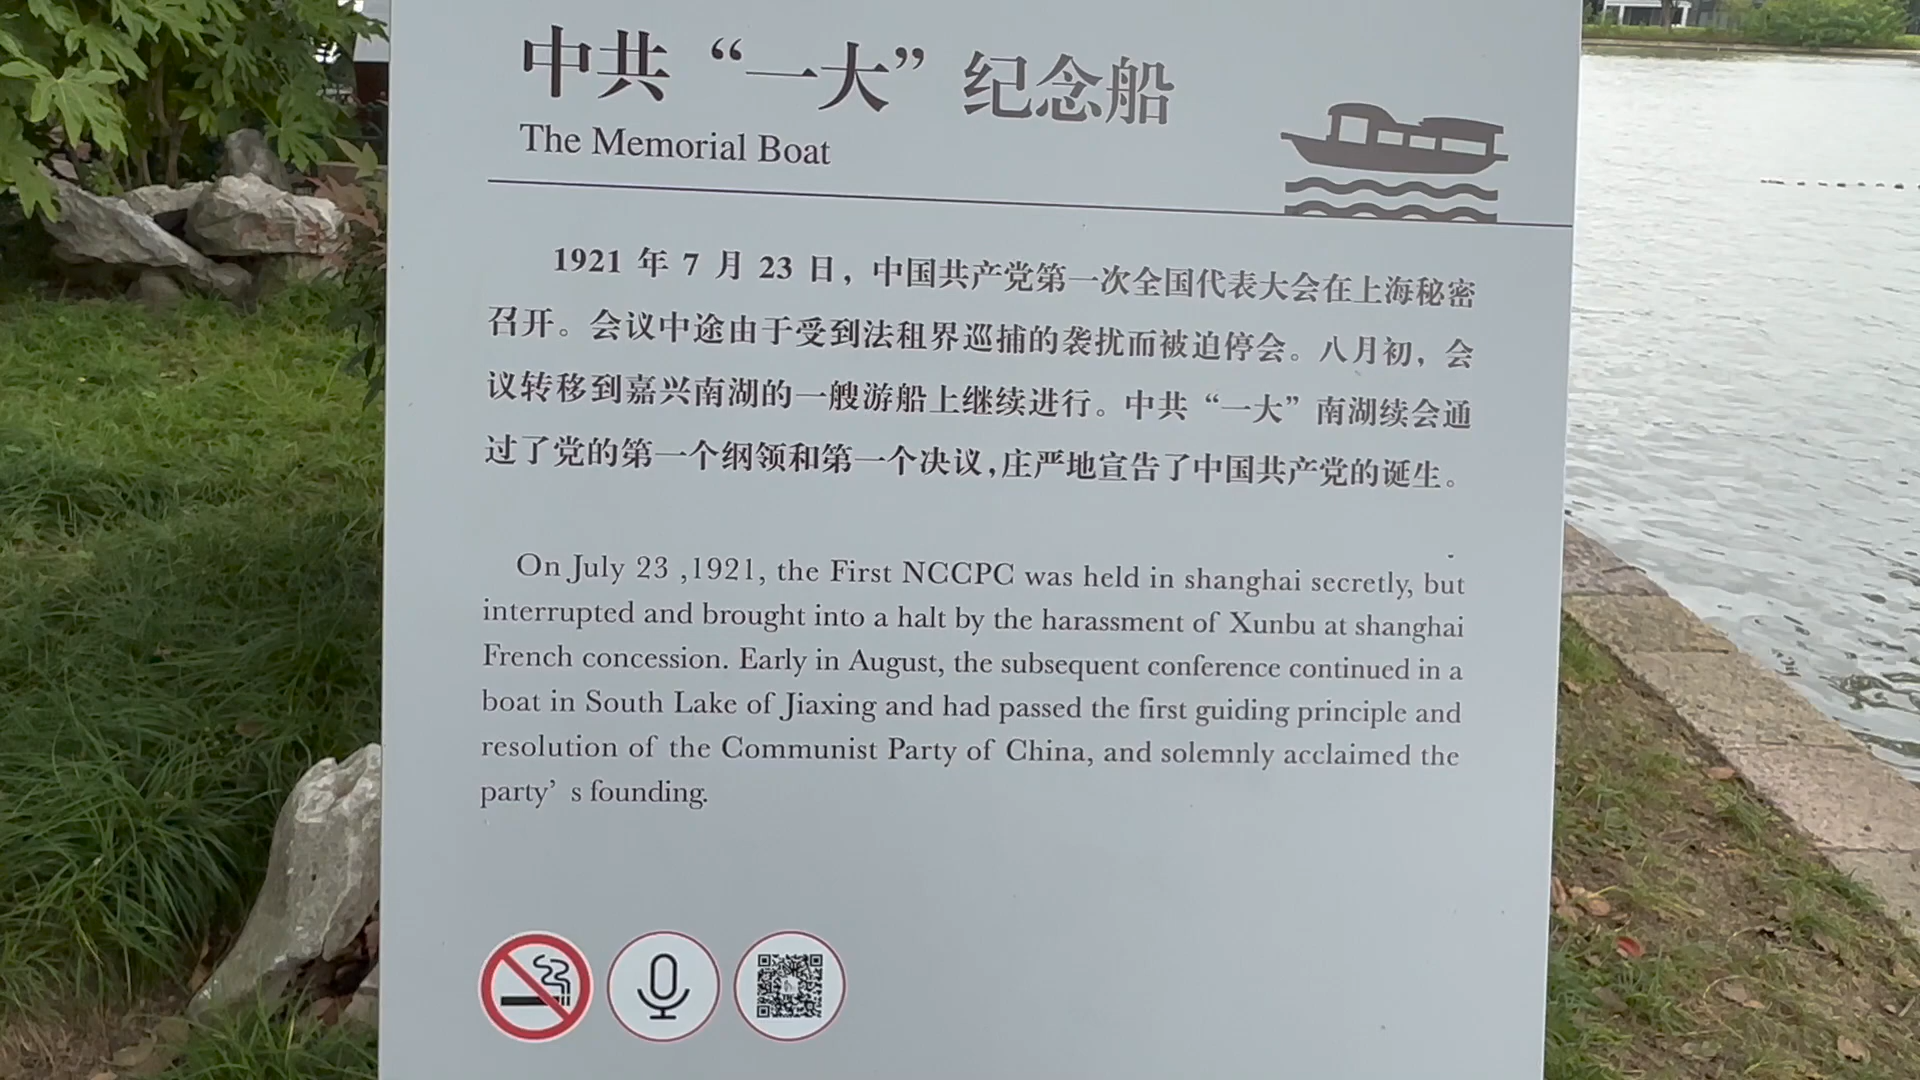 中共“一大”纪念船
The Memorial Boat
1921 年 7 月 23 日，中国共产党第一次全国代表大会在上海秘密
召开。会议中途由于受到法租界巡捕的袭扰而被迫停会。八月初，会
议转移到嘉兴南湖的一艘游船上继续进行。中共“一大”南湖续会通
过了党的第一个纲领和第一个决议,庄严地宣告了中国共产党的诞生。
On July 23 ,1921, the First NCCPC was held in shanghai secretly, but
interrupted and brought into a halt by the harassment of Xunbu at shanghai
French concession. Early in August, the subsequent conference continued in a
boat in South Lake of Jiaxing and had passed the first guiding principle and
resolution of the Communist Party of China, and solemnly acclaimed the
party’ s founding.